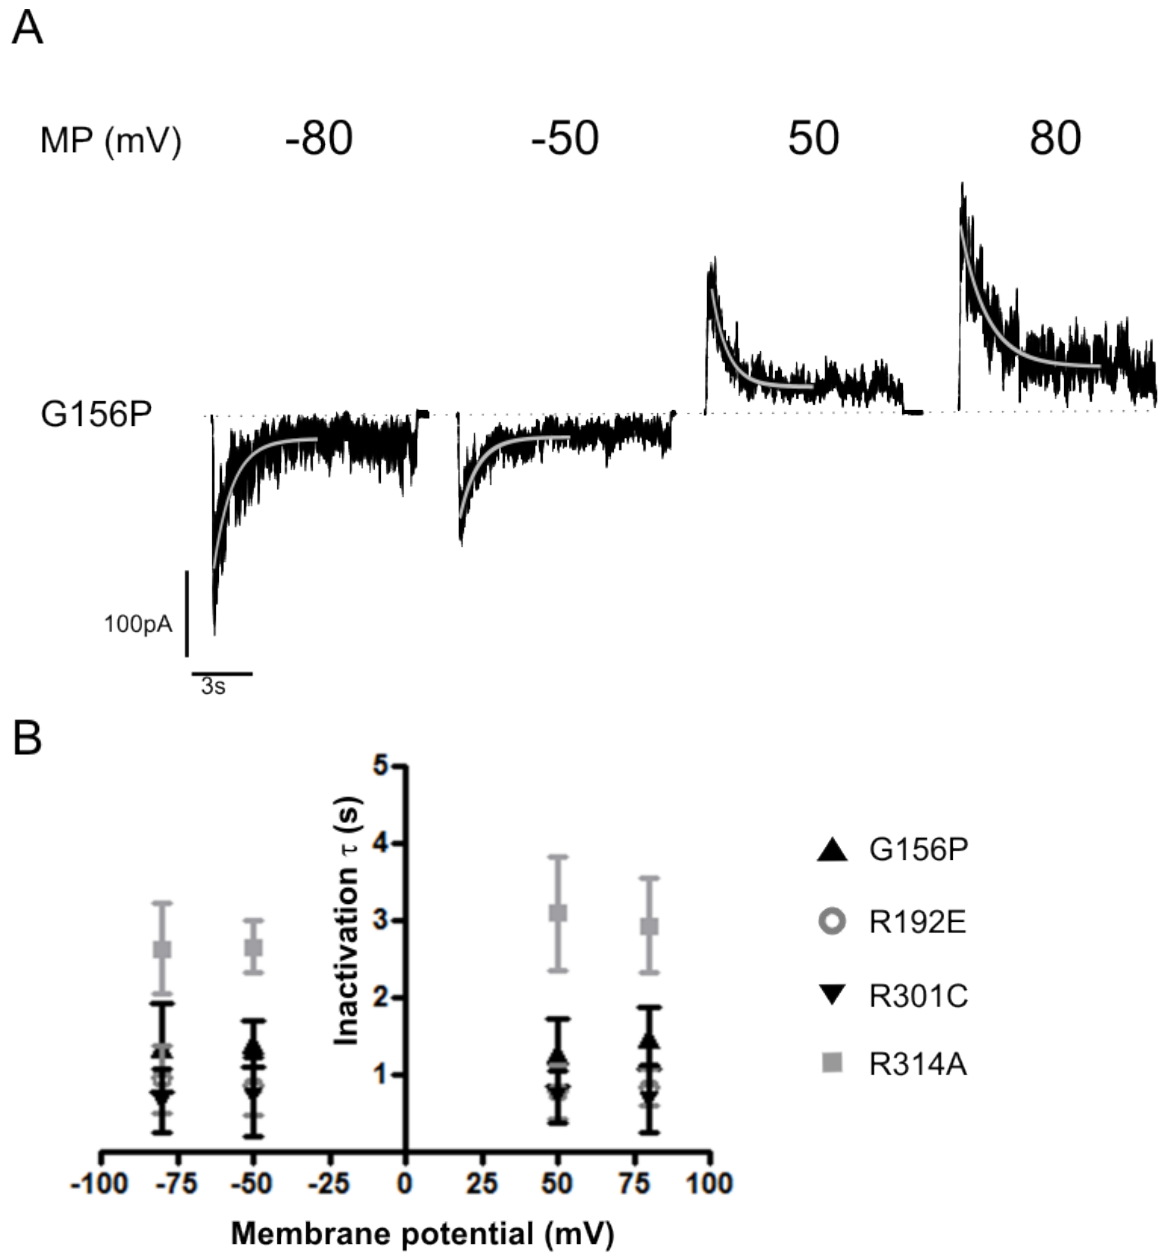 A
MP (mV) -80 -50 50 80
G156P
100pA
3s
B
Inactivation τ (s)
5
4
3
2
1
-100 -75 -50 -25 0 25 50 75 100
Membrane potential (mV)
G156P
R192E
R301C
R314A